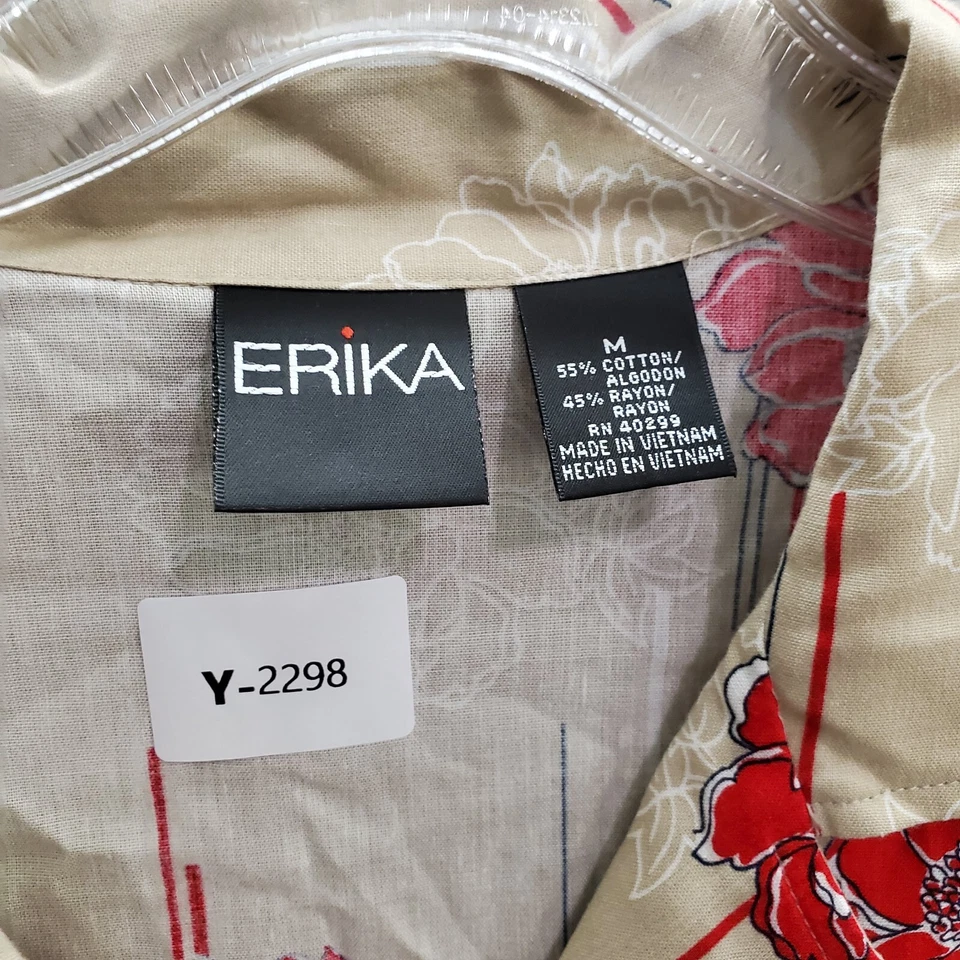 ERiKA
M
55% COTTON/
ALGODON
45% RAYON/
RAYON
RN 40299
MADE IN VIETNAM
HECHO EN VIETNAM
Y-2298